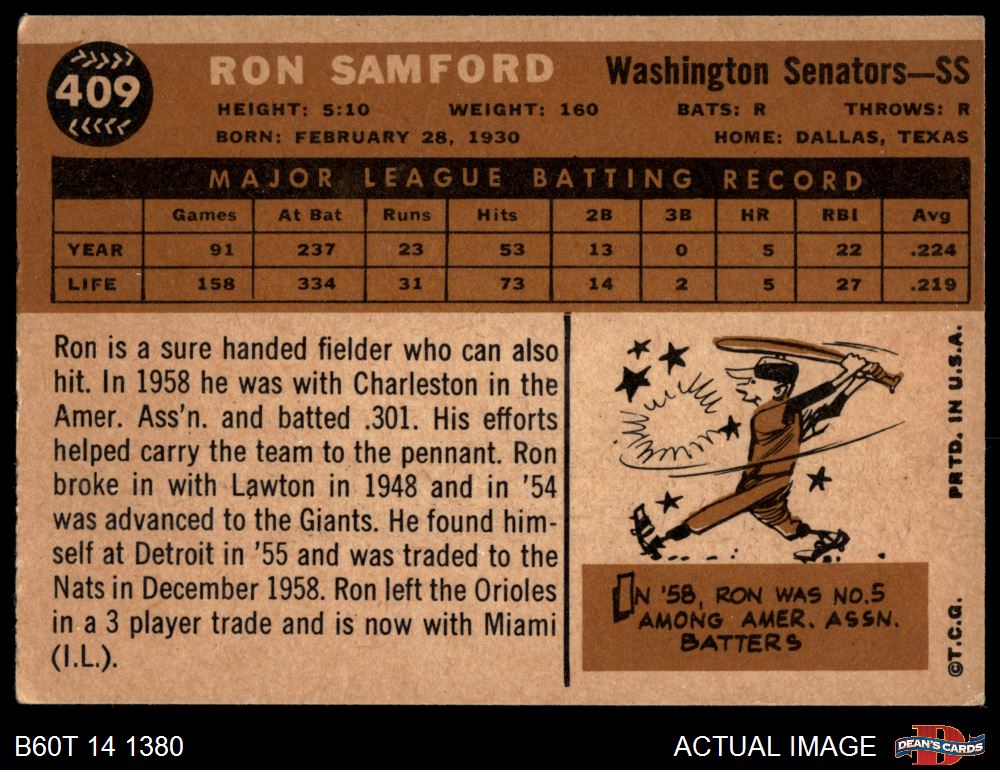 409
RON SAMFORD Washington Senators—SS
HEIGHT: 5:10 WEIGHT: 160 BATS: R THROWS: R
BORN: FEBRUARY 28, 1930 HOME: DALLAS, TEXAS
MAJOR LEAGUE BATTING RECORD
Games At Bat Runs Hits 2B 3B HR RBI Avg
YEAR 91 237 23 53 13 0 5 22 .224
LIFE 158 334 31 73 14 2 5 27 .219
Ron is a sure handed fielder who can also
hit. In 1958 he was with Charleston in the
Amer. Ass'n. and batted .301. His efforts
helped carry the team to the pennant. Ron
broke in with Lawton in 1948 and in '54
was advanced to the Giants. He found him-
self at Detroit in '55 and was traded to the
Nats in December 1958. Ron left the Orioles
in a 3 player trade and is now with Miami
(I.L.).
IN '58, RON WAS NO.5
AMONG AMER. ASSN.
BATTERS
©T.C.G. PRTD. IN U.S.A.
B60T 14 1380 ACTUAL IMAGE
D
DEAN'S CARDS